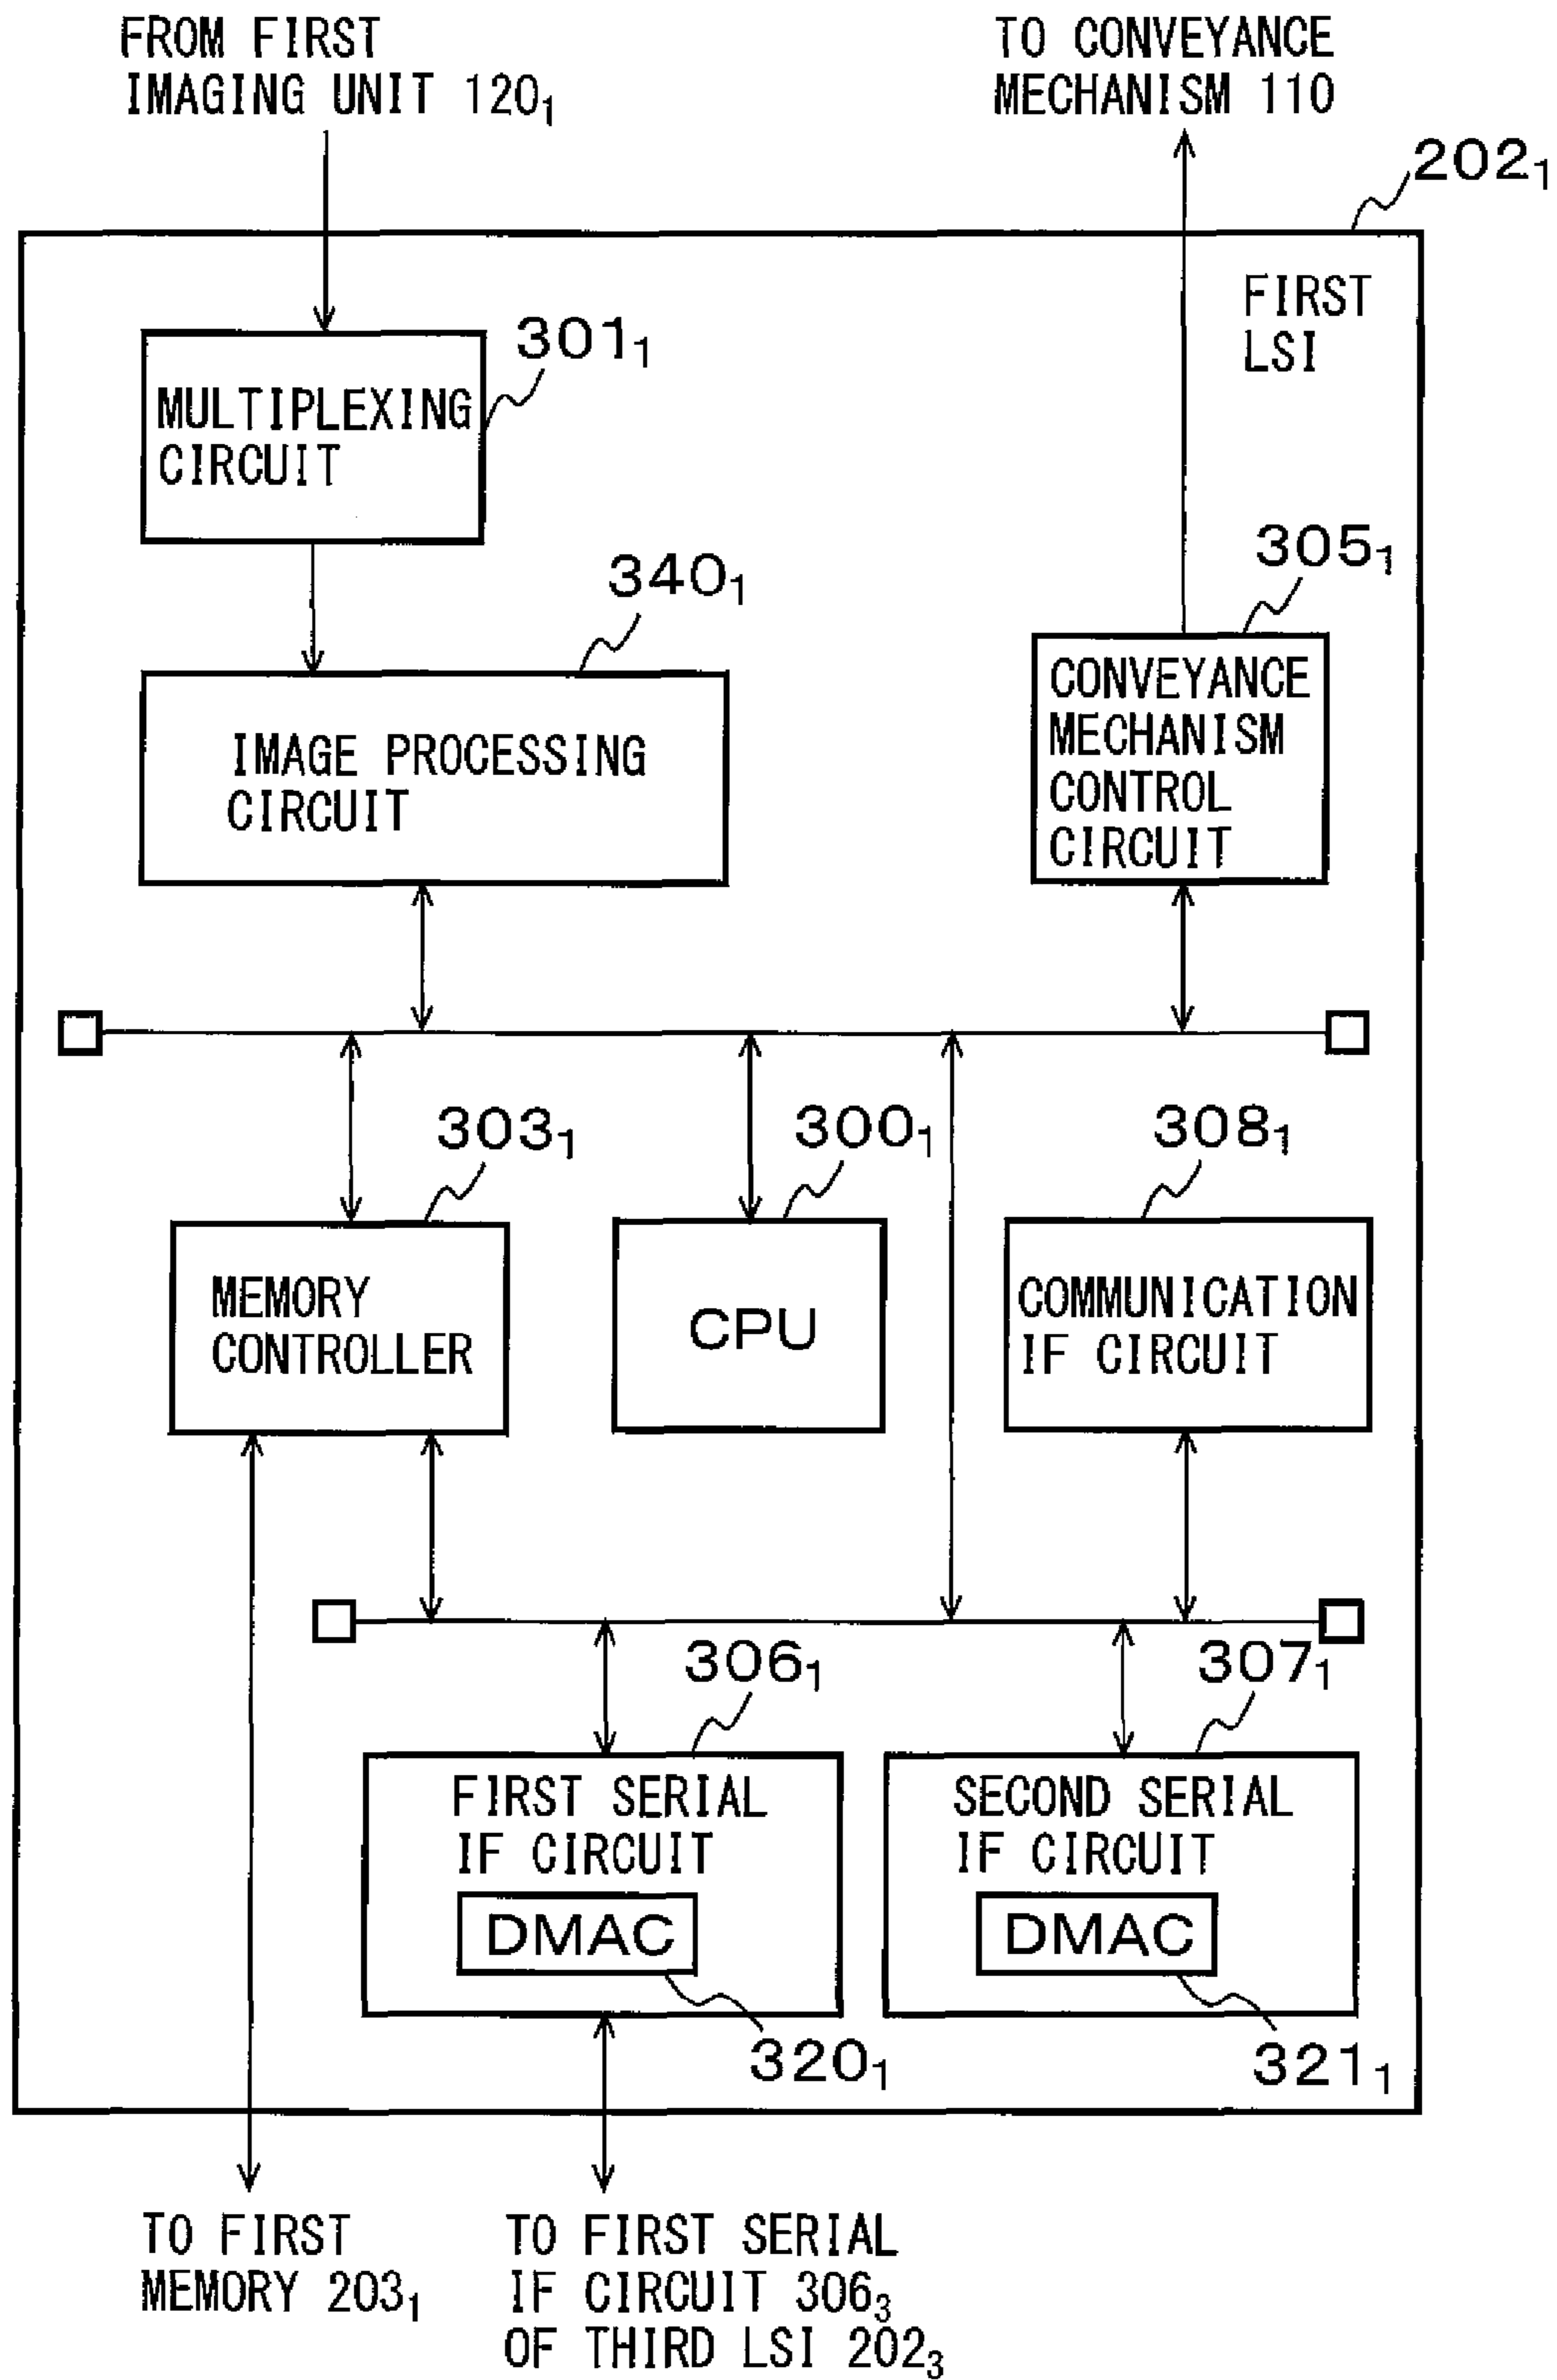 FROM FIRST
IMAGING UNIT 120₁
TO CONVEYANCE
MECHANISM 110
202₁
FIRST
LSI
301₁
MULTIPLEXING
CIRCUIT
340₁
IMAGE PROCESSING
CIRCUIT
305₁
CONVEYANCE
MECHANISM
CONTROL
CIRCUIT
303₁
MEMORY
CONTROLLER
300₁
CPU
308₁
COMMUNICATION
IF CIRCUIT
306₁
FIRST SERIAL
IF CIRCUIT
DMAC
320₁
307₁
SECOND SERIAL
IF CIRCUIT
DMAC
321₁
TO FIRST
MEMORY 203₁
TO FIRST SERIAL
IF CIRCUIT 306₃
OF THIRD LSI 202₃